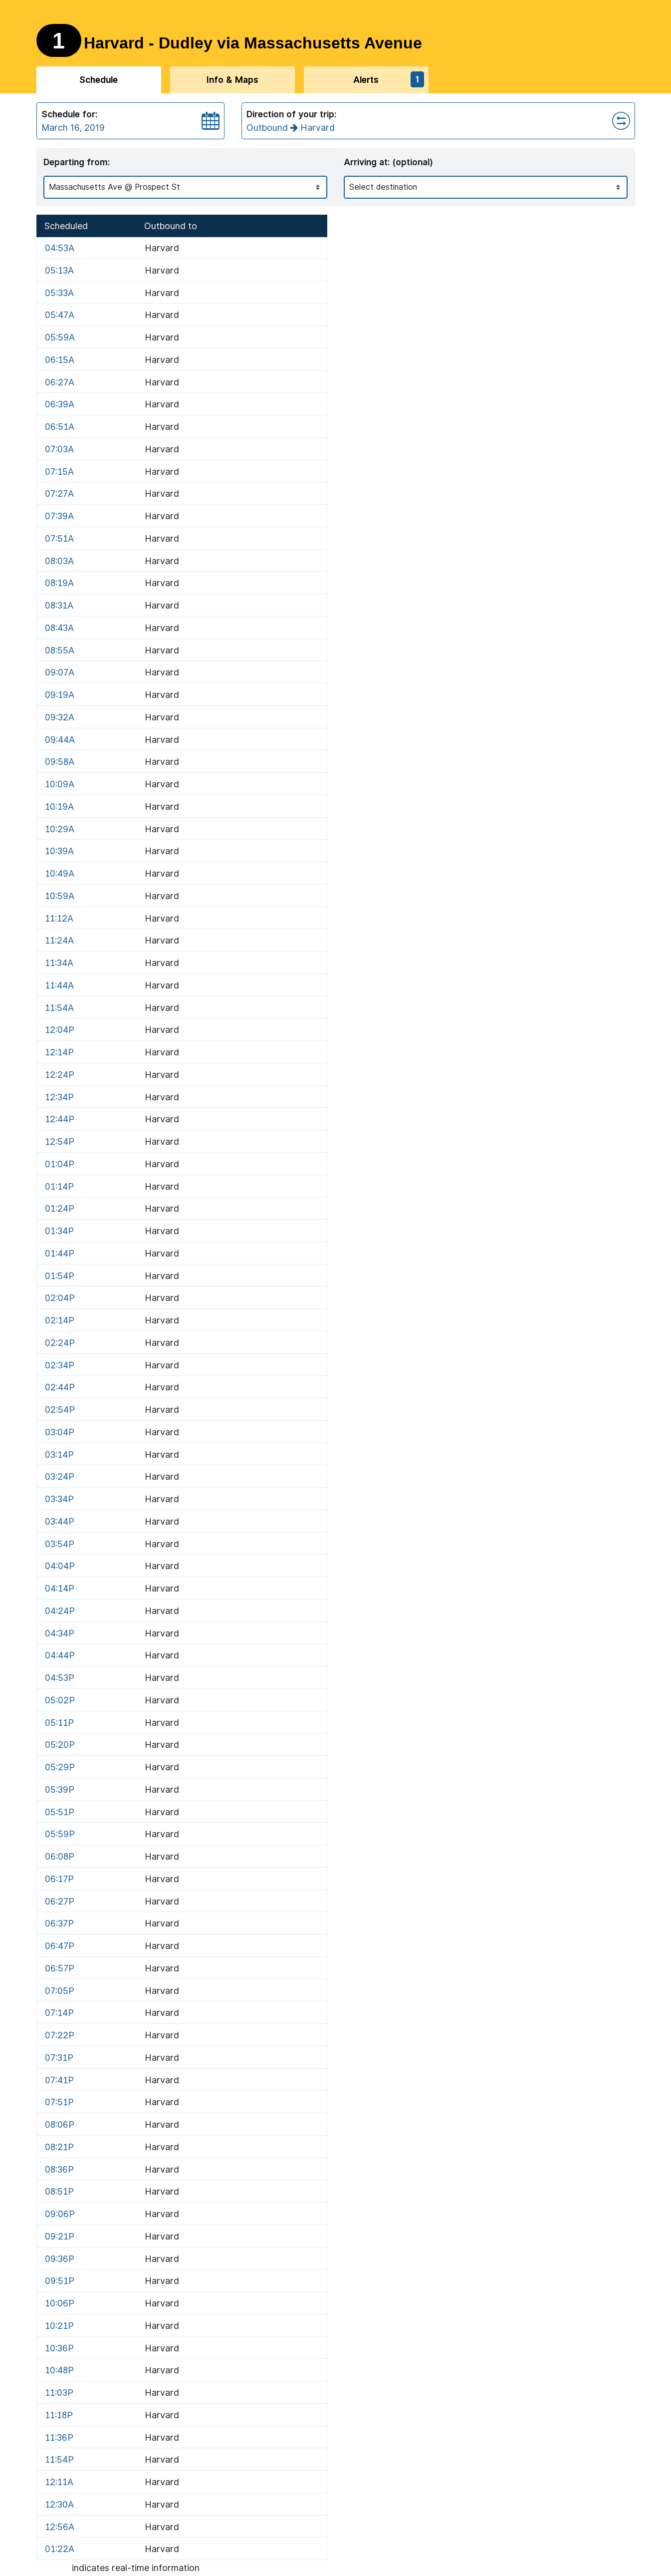 1 Harvard - Dudley via Massachusetts Avenue
Schedule Info & Maps Alerts 1
Schedule for:
March 16, 2019
Direction of your trip:
Outbound → Harvard
Departing from:
Massachusetts Ave @ Prospect St
Arriving at: (optional)
Select destination
Scheduled Outbound to
04:53A Harvard
05:13A Harvard
05:33A Harvard
05:47A Harvard
05:59A Harvard
06:15A Harvard
06:27A Harvard
06:39A Harvard
06:51A Harvard
07:03A Harvard
07:15A Harvard
07:27A Harvard
07:39A Harvard
07:51A Harvard
08:03A Harvard
08:19A Harvard
08:31A Harvard
08:43A Harvard
08:55A Harvard
09:07A Harvard
09:19A Harvard
09:32A Harvard
09:44A Harvard
09:58A Harvard
10:09A Harvard
10:19A Harvard
10:29A Harvard
10:39A Harvard
10:49A Harvard
10:59A Harvard
11:12A Harvard
11:24A Harvard
11:34A Harvard
11:44A Harvard
11:54A Harvard
12:04P Harvard
12:14P Harvard
12:24P Harvard
12:34P Harvard
12:44P Harvard
12:54P Harvard
01:04P Harvard
01:14P Harvard
01:24P Harvard
01:34P Harvard
01:44P Harvard
01:54P Harvard
02:04P Harvard
02:14P Harvard
02:24P Harvard
02:34P Harvard
02:44P Harvard
02:54P Harvard
03:04P Harvard
03:14P Harvard
03:24P Harvard
03:34P Harvard
03:44P Harvard
03:54P Harvard
04:04P Harvard
04:14P Harvard
04:24P Harvard
04:34P Harvard
04:44P Harvard
04:53P Harvard
05:02P Harvard
05:11P Harvard
05:20P Harvard
05:29P Harvard
05:39P Harvard
05:51P Harvard
05:59P Harvard
06:08P Harvard
06:17P Harvard
06:27P Harvard
06:37P Harvard
06:47P Harvard
06:57P Harvard
07:05P Harvard
07:14P Harvard
07:22P Harvard
07:31P Harvard
07:41P Harvard
07:51P Harvard
08:06P Harvard
08:21P Harvard
08:36P Harvard
08:51P Harvard
09:06P Harvard
09:21P Harvard
09:36P Harvard
09:51P Harvard
10:06P Harvard
10:21P Harvard
10:36P Harvard
10:48P Harvard
11:03P Harvard
11:18P Harvard
11:36P Harvard
11:54P Harvard
12:11A Harvard
12:30A Harvard
12:56A Harvard
01:22A Harvard
indicates real-time information